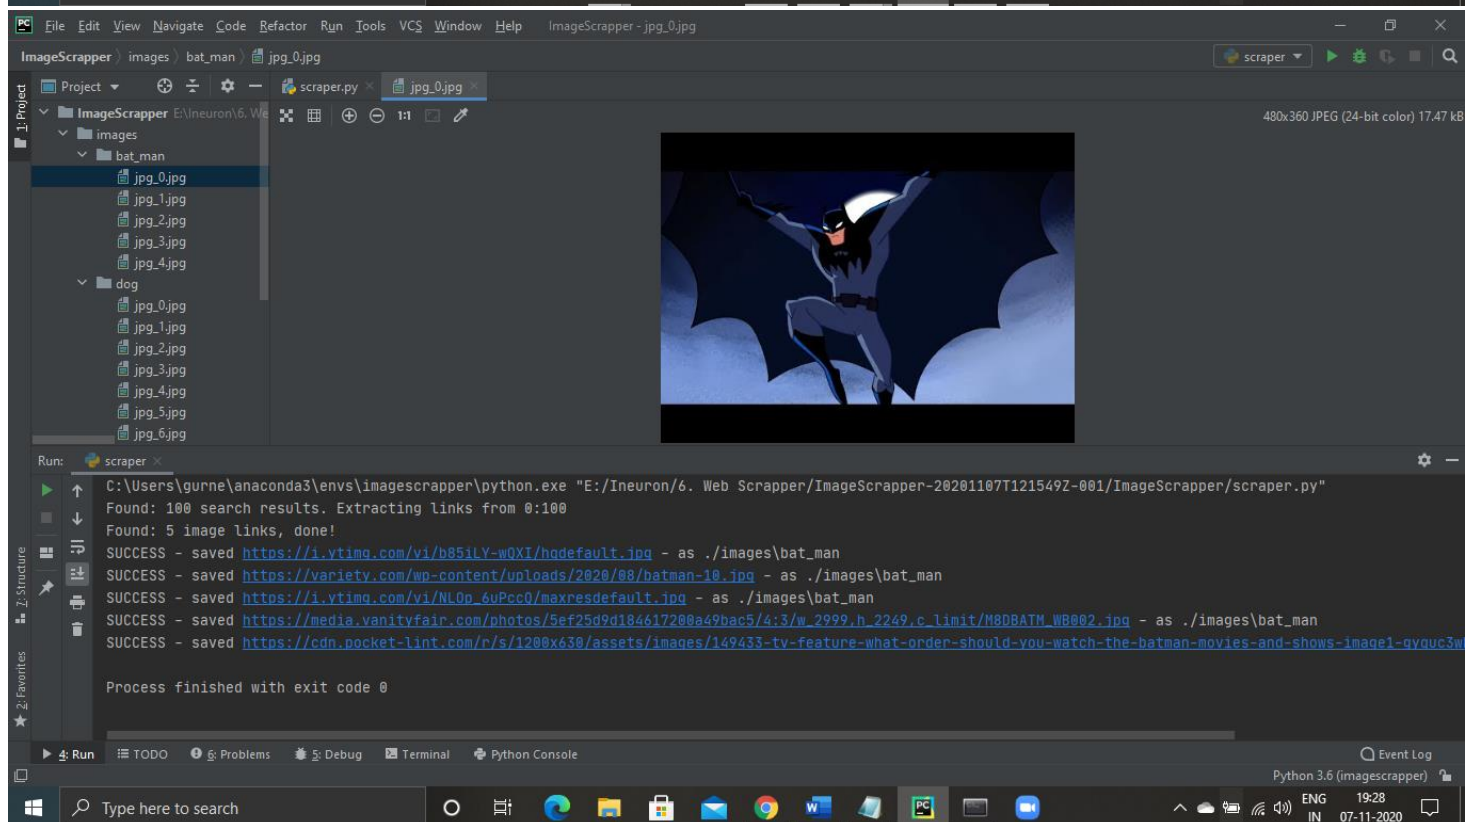 File Edit View Navigate Code Refactor Run Tools VCS Window Help ImageScrapper - jpg_0.jpg
ImageScrapper images bat_man jpg_0.jpg scraper
1: Project
Project scraper.py jpg_0.jpg
1:1
480x360 JPEG (24-bit color) 17.47 kB
ImageScrapper E:\Ineuron\6. We
images
bat_man
jpg_0.jpg
jpg_1.jpg
jpg_2.jpg
jpg_3.jpg
jpg_4.jpg
dog
jpg_0.jpg
jpg_1.jpg
jpg_2.jpg
jpg_3.jpg
jpg_4.jpg
jpg_5.jpg
jpg_6.jpg
Run: scraper
C:\Users\gurne\anaconda3\envs\imagescrapper\python.exe "E:/Ineuron/6. Web Scrapper/ImageScrapper-20201107T121549Z-001/ImageScrapper/scraper.py"
Found: 100 search results. Extracting links from 0:100
Found: 5 image links, done!
SUCCESS - saved https://i.ytimg.com/vi/b85iLY-wQXI/hqdefault.jpg - as ./images\bat_man
SUCCESS - saved https://variety.com/wp-content/uploads/2020/08/batman-10.jpg - as ./images\bat_man
SUCCESS - saved https://i.ytimg.com/vi/NLOp_6uPccQ/maxresdefault.jpg - as ./images\bat_man
SUCCESS - saved https://media.vanityfair.com/photos/5ef25d9d184617200a49bac5/4:3/w_2999,h_2249,c_limit/M8DBATM_WB002.jpg - as ./images\bat_man
SUCCESS - saved https://cdn.pocket-lint.com/r/s/1200x630/assets/images/149433-tv-feature-what-order-should-you-watch-the-batman-movies-and-shows-image1-gyquc3w
Process finished with exit code 0
7: Structure
2: Favorites
4: Run TODO 6: Problems 5: Debug Terminal Python Console Event Log
Python 3.6 (imagescrapper)
Type here to search
ENG
IN
19:28
07-11-2020